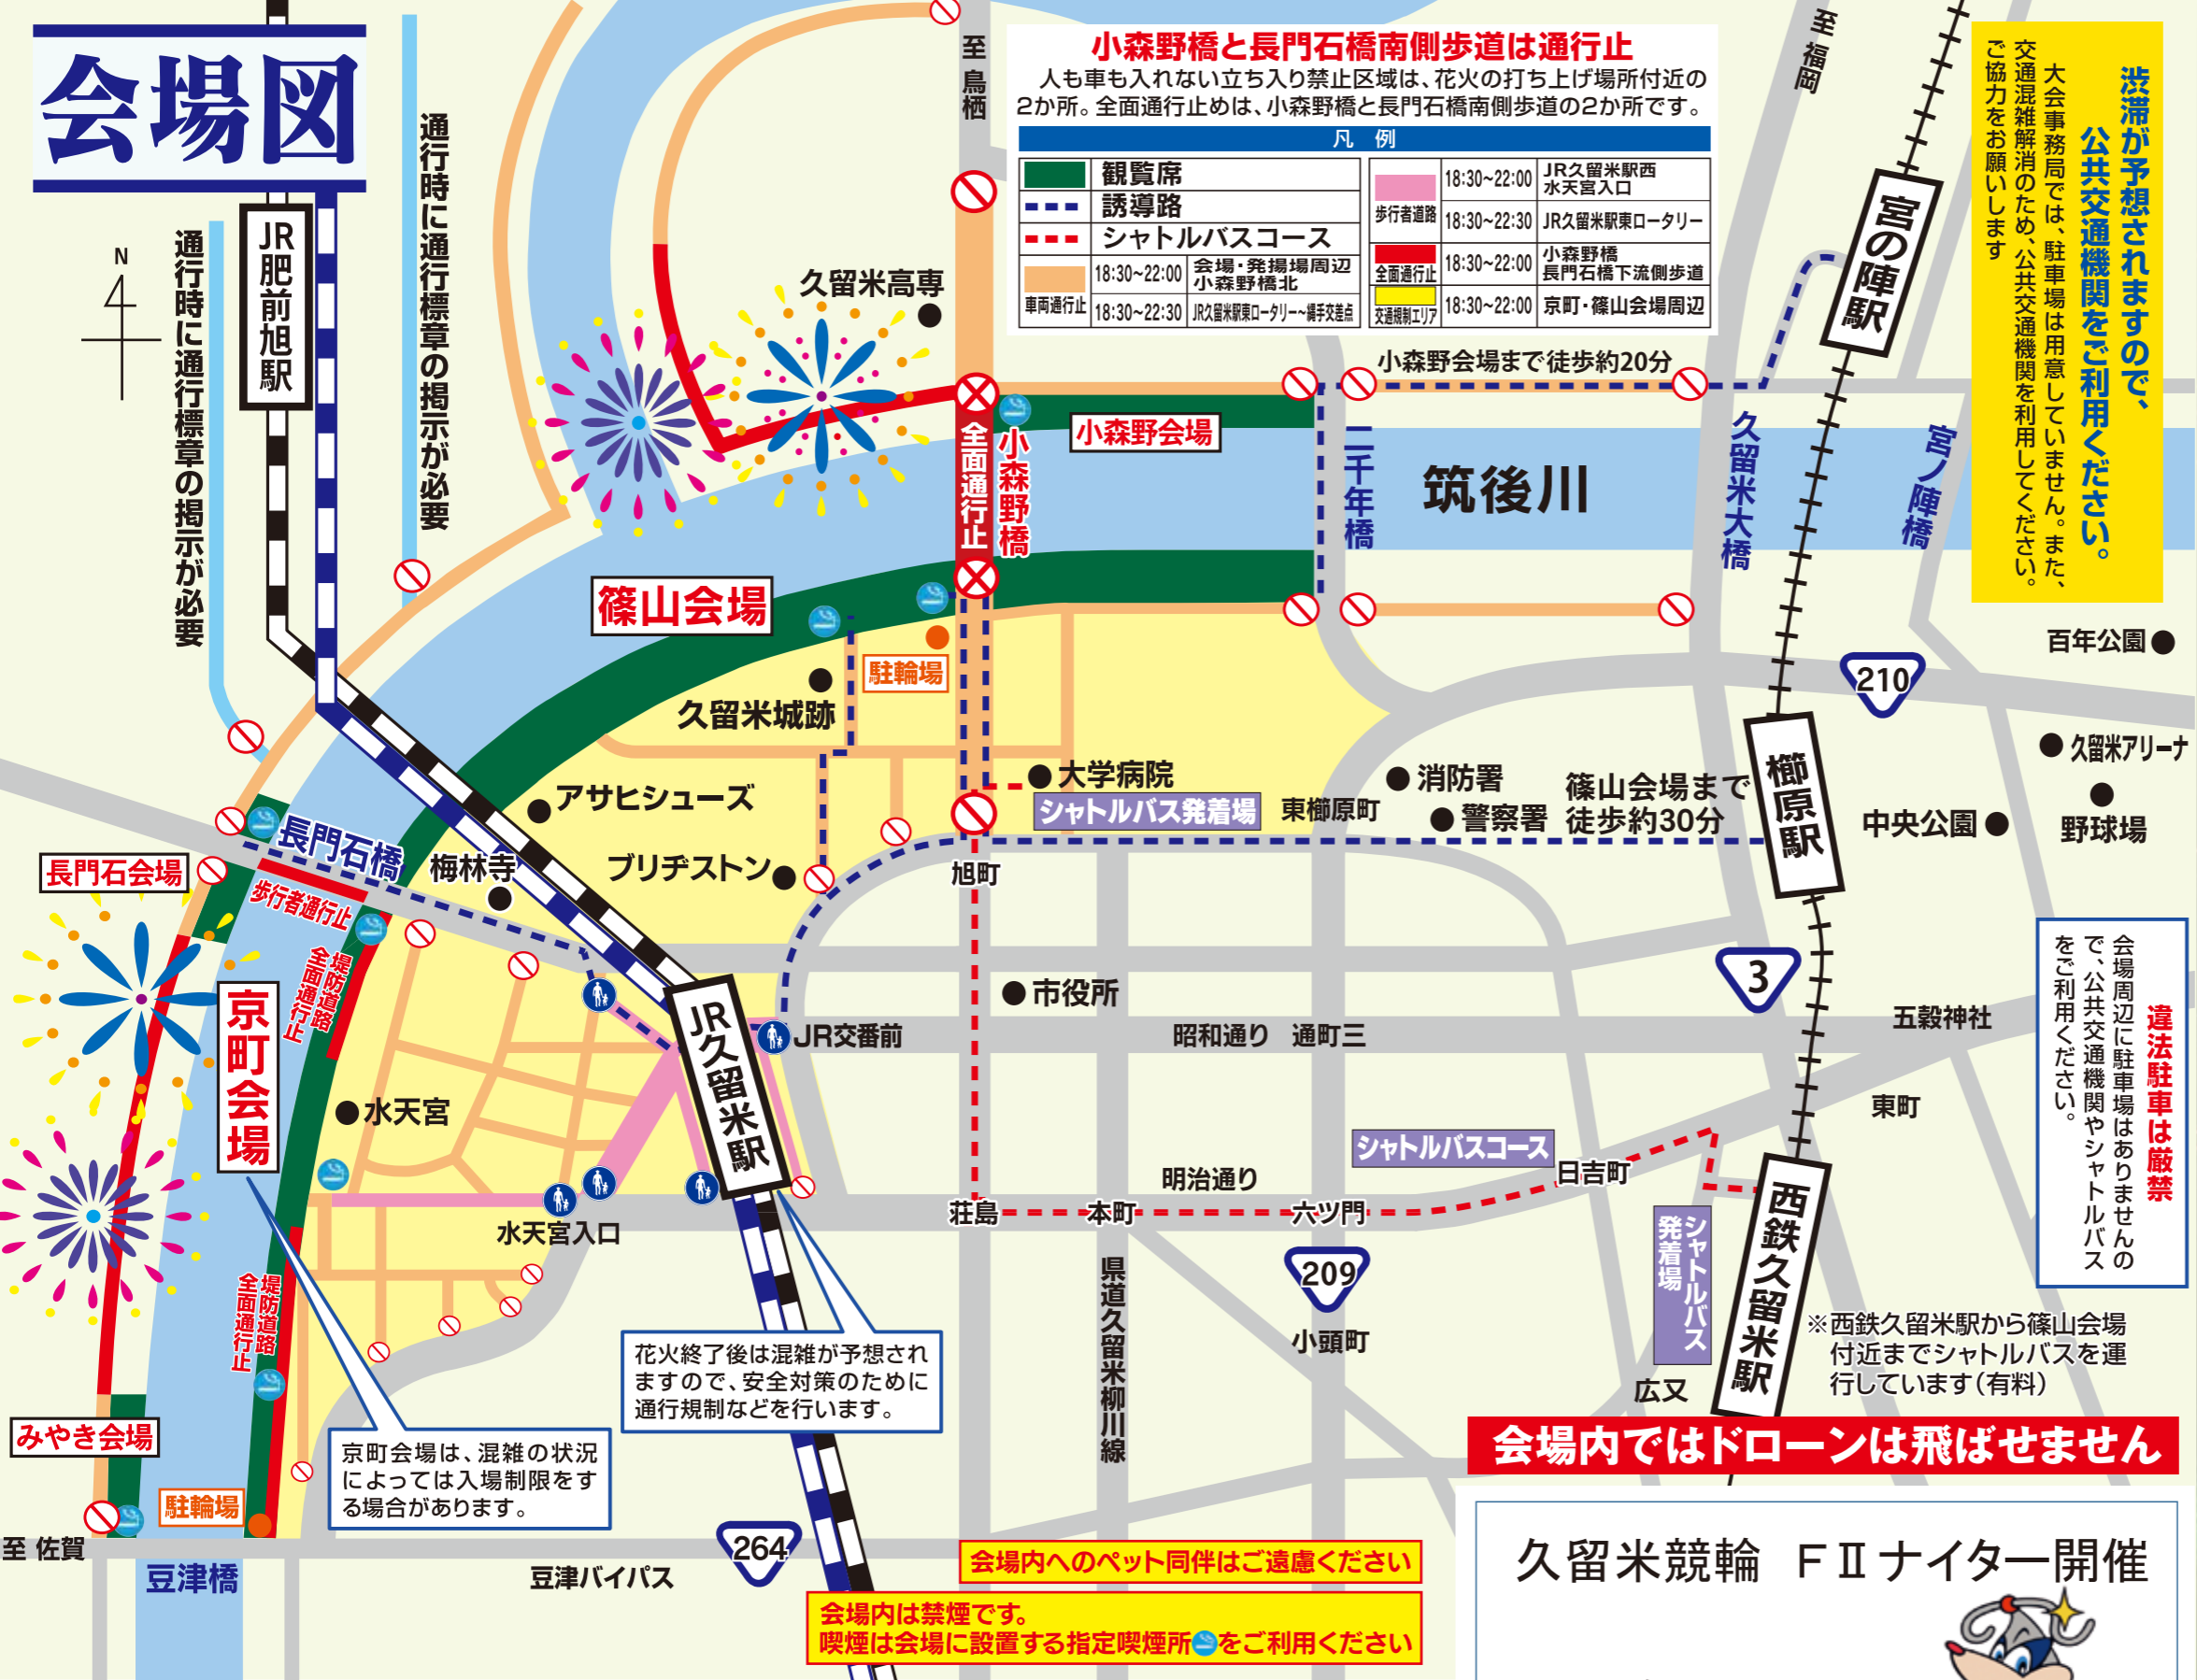 会場図
N
JR肥前旭駅
通行時に通行標章の掲示が必要
通行時に通行標章の掲示が必要
至 鳥栖
小森野橋と長門石橋南側歩道は通行止
人も車も入れない立ち入り禁止区域は、花火の打ち上げ場所付近の
2か所。全面通行止めは、小森野橋と長門石橋南側歩道の2か所です。
凡 例
観覧席
誘導路
シャトルバスコース
車両通行止
18:30~22:00 会場・発揚場周辺
小森野橋北
18:30~22:30 JR久留米駅東ロータリー~縄手交差点
歩行者道路
18:30~22:00 JR久留米駅西
水天宮入口
18:30~22:30 JR久留米駅東ロータリー
全面通行止
18:30~22:00 小森野橋
長門石橋下流側歩道
交通規制エリア
18:30~22:00 京町・篠山会場周辺
至 福岡
宮の陣駅
渋滞が予想されますので、
公共交通機関をご利用ください。
大会事務局では、駐車場は用意していません。また、
交通混雑解消のため、公共交通機関を利用してください。
ご協力をお願いします
久留米高専
小森野会場まで徒歩約20分
小森野会場
全面通行止
小森野橋
二千年橋
筑後川
久留米大橋
宮ノ陣橋
篠山会場
駐輪場
久留米城跡
百年公園
210
久留米アリーナ
野球場
中央公園
櫛原駅
アサヒシューズ
大学病院
シャトルバス発着場
東櫛原町
消防署
警察署
篠山会場まで
徒歩約30分
長門石橋
長門石会場
歩行者通行止
梅林寺
ブリヂストン
旭町
堤防道路
全面通行止
京町会場
JR久留米駅
JR交番前
市役所
昭和通り
通町三
3
五穀神社
東町
違法駐車は厳禁
会場周辺に駐車場はありませんの
で、公共交通機関やシャトルバス
をご利用ください。
水天宮
水天宮入口
明治通り
シャトルバスコース
日吉町
荘島
本町
六ツ門
209
小頭町
県道久留米柳川線
シャトルバス
発着場
西鉄久留米駅
広又
※西鉄久留米駅から篠山会場
付近までシャトルバスを運
行しています(有料)
堤防道路
全面通行止
花火終了後は混雑が予想され
ますので、安全対策のために
通行規制などを行います。
京町会場は、混雑の状況
によっては入場制限をす
る場合があります。
みやき会場
駐輪場
至 佐賀
豆津橋
豆津バイパス
264
会場内ではドローンは飛ばせません
会場内へのペット同伴はご遠慮ください
会場内は禁煙です。
喫煙は会場に設置する指定喫煙所をご利用ください
久留米競輪 FⅡナイター開催